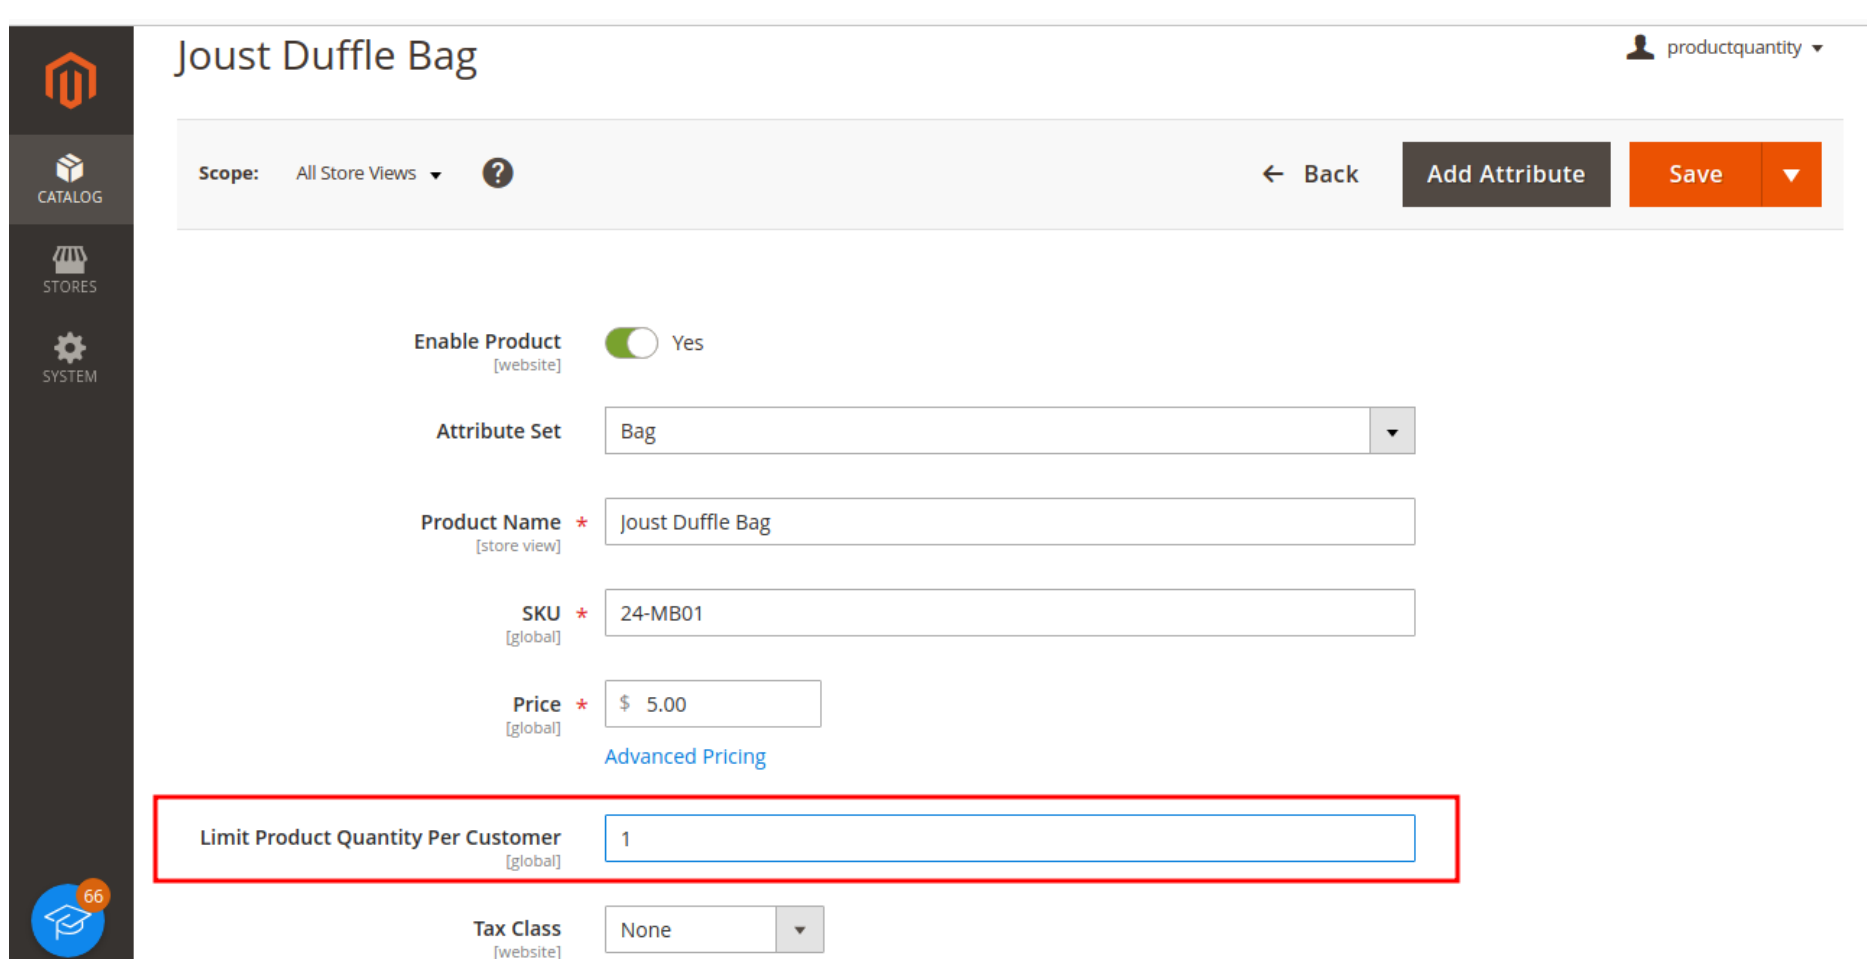 Joust Duffle Bag
productquantity
CATALOG
STORES
SYSTEM
66
Scope: All Store Views ?
← Back Add Attribute Save
Enable Product Yes
[website]
Attribute Set Bag
Product Name * Joust Duffle Bag
[store view]
SKU * 24-MB01
[global]
Price * $ 5.00
[global]
Advanced Pricing
Limit Product Quantity Per Customer 1
[global]
Tax Class None
[website]